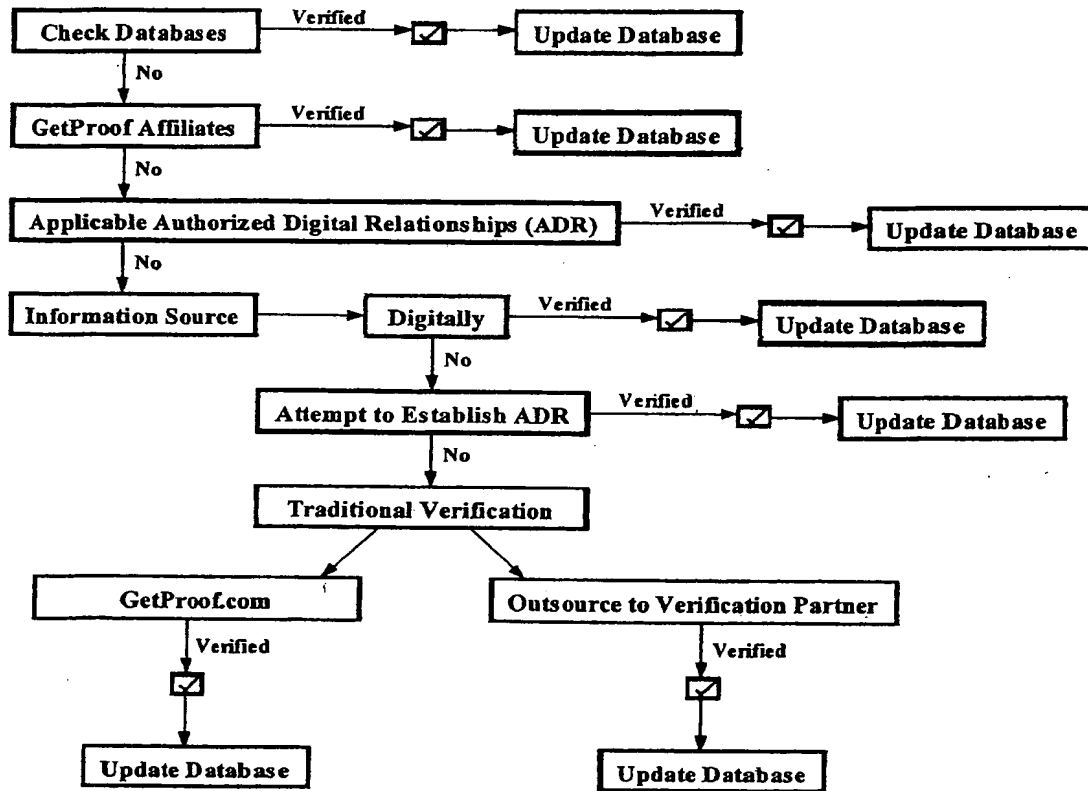 Verified
Check Databases
Update Database
No
Verified
GetProof Affiliates
Update Database
No
Verified
Applicable Authorized Digital Relationships (ADR)
Update Database
No
Verified
Information Source
Digitally
Update Database
No
Verified
Attempt to Establish ADR
Update Database
No
Traditional Verification
GetProof.com
Outsource to Verification Partner
Verified
Verified
Update Database
Update Database